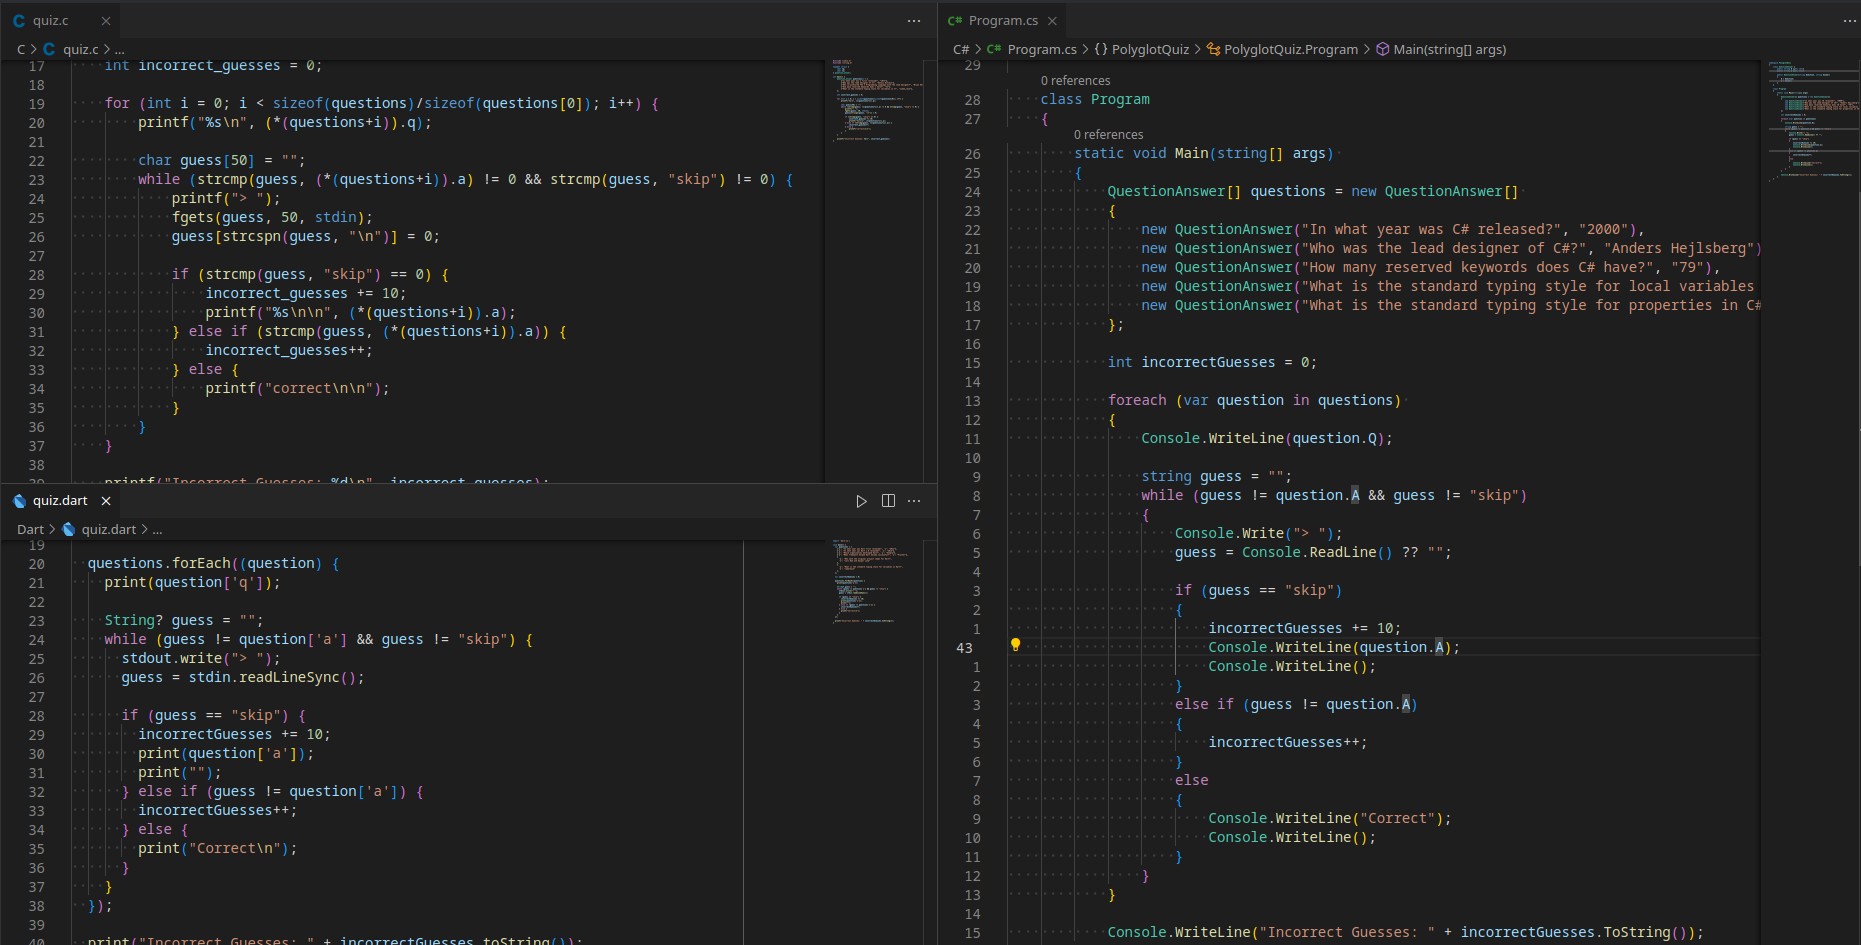 quiz.c
C > quiz.c > ...
17 int incorrect_guesses = 0;
18
19 for (int i = 0; i < sizeof(questions)/sizeof(questions[0]); i++) {
20 printf("%s\n", (*(questions+i)).q);
21
22 char guess[50] = "";
23 while (strcmp(guess, (*(questions+i)).a) != 0 && strcmp(guess, "skip") != 0) {
24 printf("> ");
25 fgets(guess, 50, stdin);
26 guess[strcspn(guess, "\n")] = 0;
27
28 if (strcmp(guess, "skip") == 0) {
29 incorrect_guesses += 10;
30 printf("%s\n\n", (*(questions+i)).a);
31 } else if (strcmp(guess, (*(questions+i)).a)) {
32 incorrect_guesses++;
33 } else {
34 printf("correct\n\n");
35 }
36 }
37 }
38
39 printf("Incorrect Guesses: %d\n", incorrect_guesses);
quiz.dart
Dart > quiz.dart > ...
19
20 questions.forEach((question) {
21 print(question['q']);
22
23 String? guess = "";
24 while (guess != question['a'] && guess != "skip") {
25 stdout.write("> ");
26 guess = stdin.readLineSync();
27
28 if (guess == "skip") {
29 incorrectGuesses += 10;
30 print(question['a']);
31 print("");
32 } else if (guess != question['a']) {
33 incorrectGuesses++;
34 } else {
35 print("Correct\n");
36 }
37 }
38 });
39
40 print("Incorrect Guesses: " + incorrectGuesses.toString());
C# Program.cs
C# > C# Program.cs > {} PolyglotQuiz > PolyglotQuiz.Program > Main(string[] args)
29
0 references
28 class Program
27 {
0 references
26 static void Main(string[] args)
25 {
24 QuestionAnswer[] questions = new QuestionAnswer[]
23 {
22 new QuestionAnswer("In what year was C# released?", "2000"),
21 new QuestionAnswer("Who was the lead designer of C#?", "Anders Hejlsberg")
20 new QuestionAnswer("How many reserved keywords does C# have?", "79"),
19 new QuestionAnswer("What is the standard typing style for local variables
18 new QuestionAnswer("What is the standard typing style for properties in C#
17 };
16
15 int incorrectGuesses = 0;
14
13 foreach (var question in questions)
12 {
11 Console.WriteLine(question.Q);
10
9 string guess = "";
8 while (guess != question.A && guess != "skip")
7 {
6 Console.Write("> ");
5 guess = Console.ReadLine() ?? "";
4
3 if (guess == "skip")
2 {
1 incorrectGuesses += 10;
43 Console.WriteLine(question.A);
1 Console.WriteLine();
2 }
3 else if (guess != question.A)
4 {
5 incorrectGuesses++;
6 }
7 else
8 {
9 Console.WriteLine("Correct");
10 Console.WriteLine();
11 }
12 }
13 }
14
15 Console.WriteLine("Incorrect Guesses: " + incorrectGuesses.ToString());